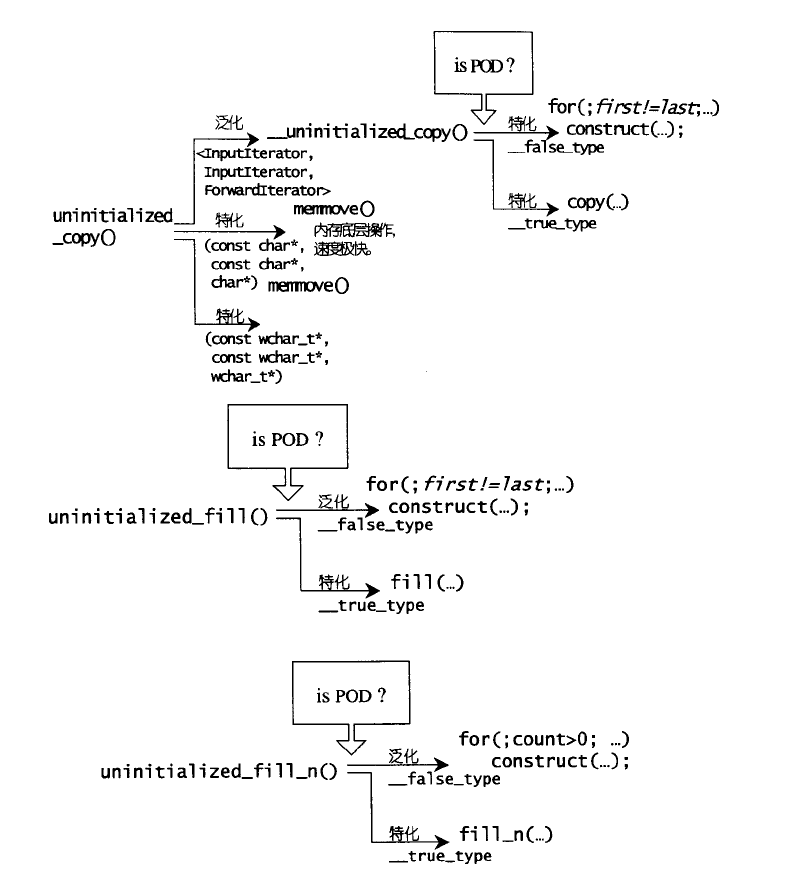 is POD ?
泛化
__uninitialized_copy()
<InputIterator,
InputIterator,
ForwardIterator>
特化
for(;first!=last;…)
construct(…);
__false_type
特化
copy(…)
__true_type
uninitialized
_copy()
特化
(const char*,
const char*,
char*)
memmove()
内存底层操作,
速度极快。
memmove()
特化
(const wchar_t*,
const wchar_t*,
wchar_t*)
is POD ?
uninitialized_fill()
泛化
__false_type
for(;first!=last;…)
construct(…);
特化
__true_type
fill(…)
is POD ?
uninitialized_fill_n()
泛化
__false_type
for(;count>0; …)
construct(…);
特化
__true_type
fill_n(…)